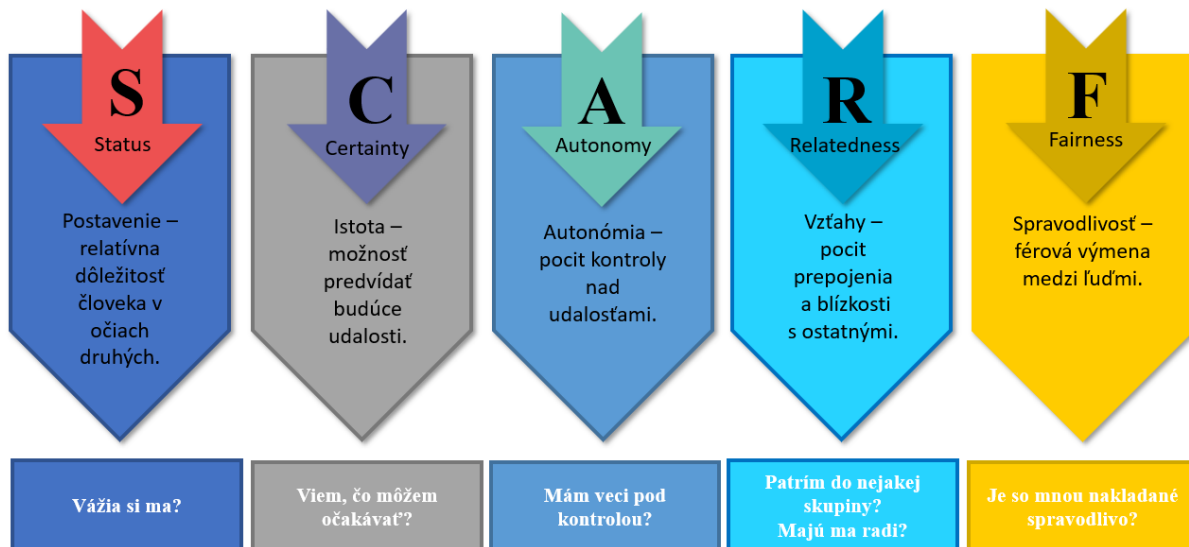 S
Status
Postavenie –
relatívna
dôležitosť
človeka v
očiach
druhých.
Vážia si ma?
C
Certainty
Istota –
možnosť
predvídať
budúce
udalosti.
Viem, čo môžem
očakávať?
A
Autonomy
Autonómia –
pocit kontroly
nad
udalosťami.
Mám veci pod
kontrolou?
R
Relatedness
Vzťahy –
pocit
prepojenia
a blízkosti
s ostatnými.
Patrím do nejakej
skupiny?
Majú ma radi?
F
Fairness
Spravodlivosť –
férová výmena
medzi ľuďmi.
Je so mnou nakladané
spravodlivo?